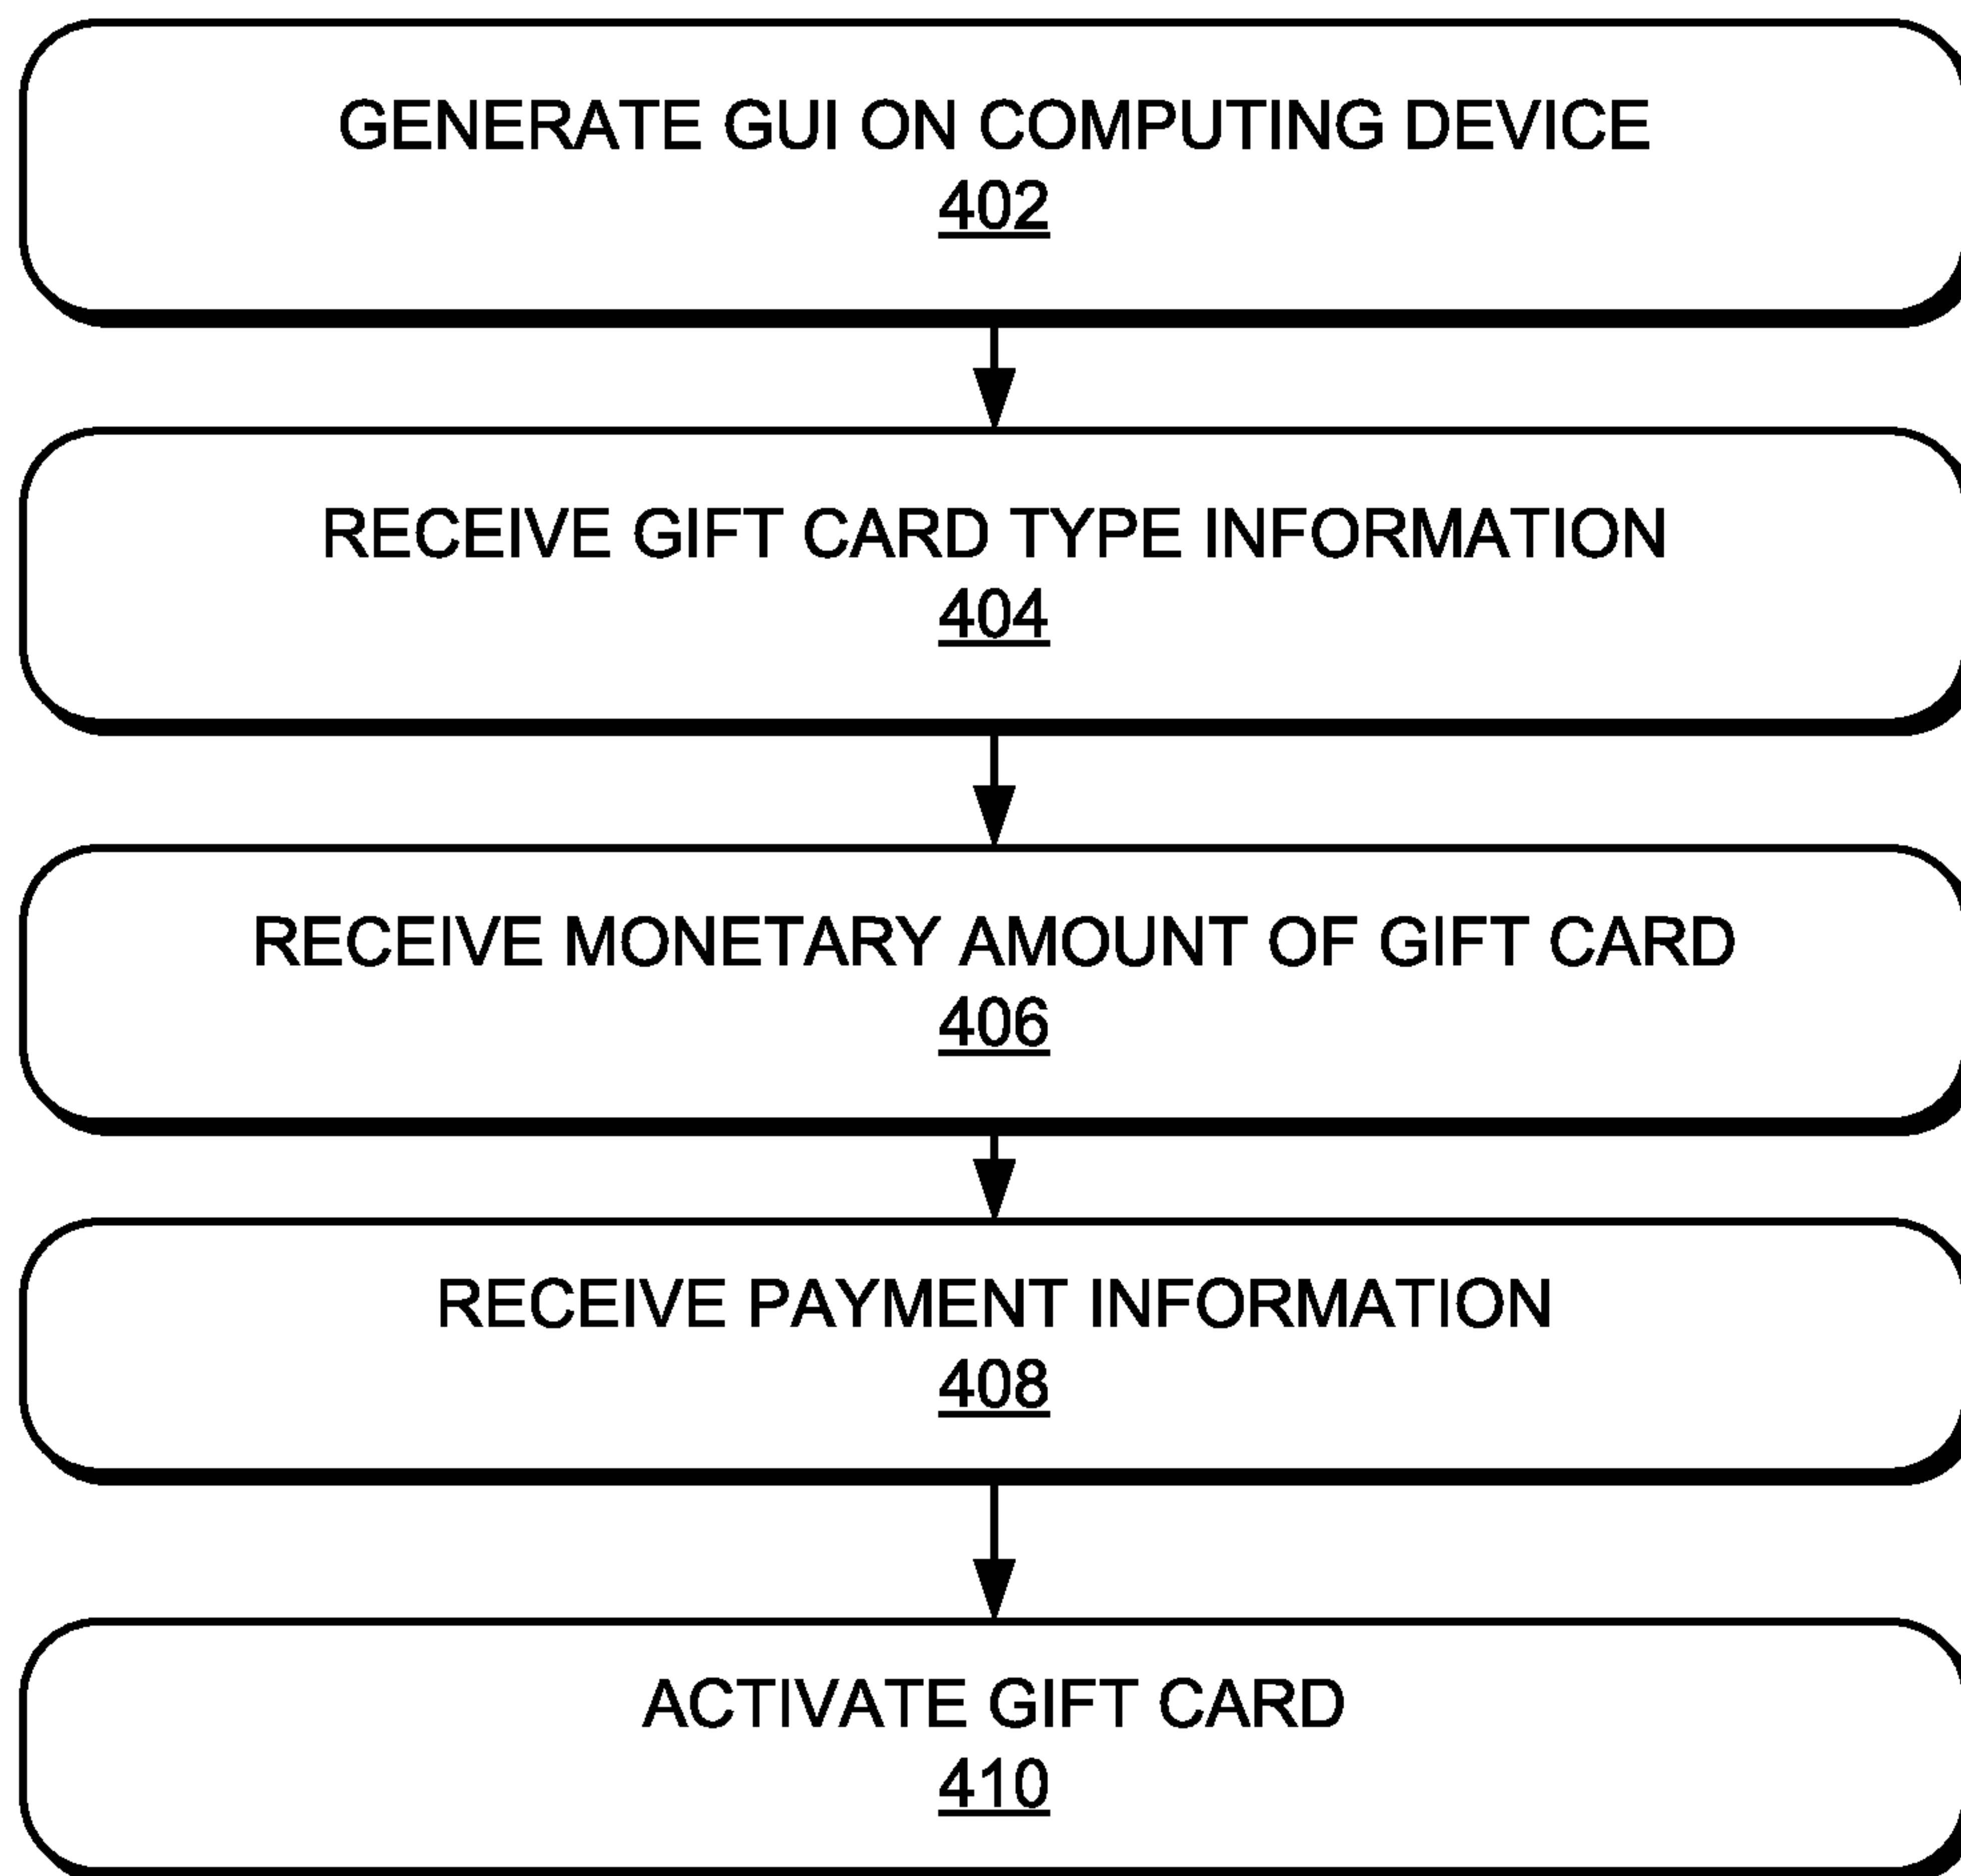 GENERATE GUI ON COMPUTING DEVICE
402
RECEIVE GIFT CARD TYPE INFORMATION
404
RECEIVE MONETARY AMOUNT OF GIFT CARD
406
RECEIVE PAYMENT INFORMATION
408
ACTIVATE GIFT CARD
410